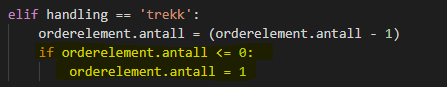 elif handling == 'trekk':
orderelement.antall = (orderelement.antall - 1)
if orderelement.antall <= 0:
orderelement.antall = 1